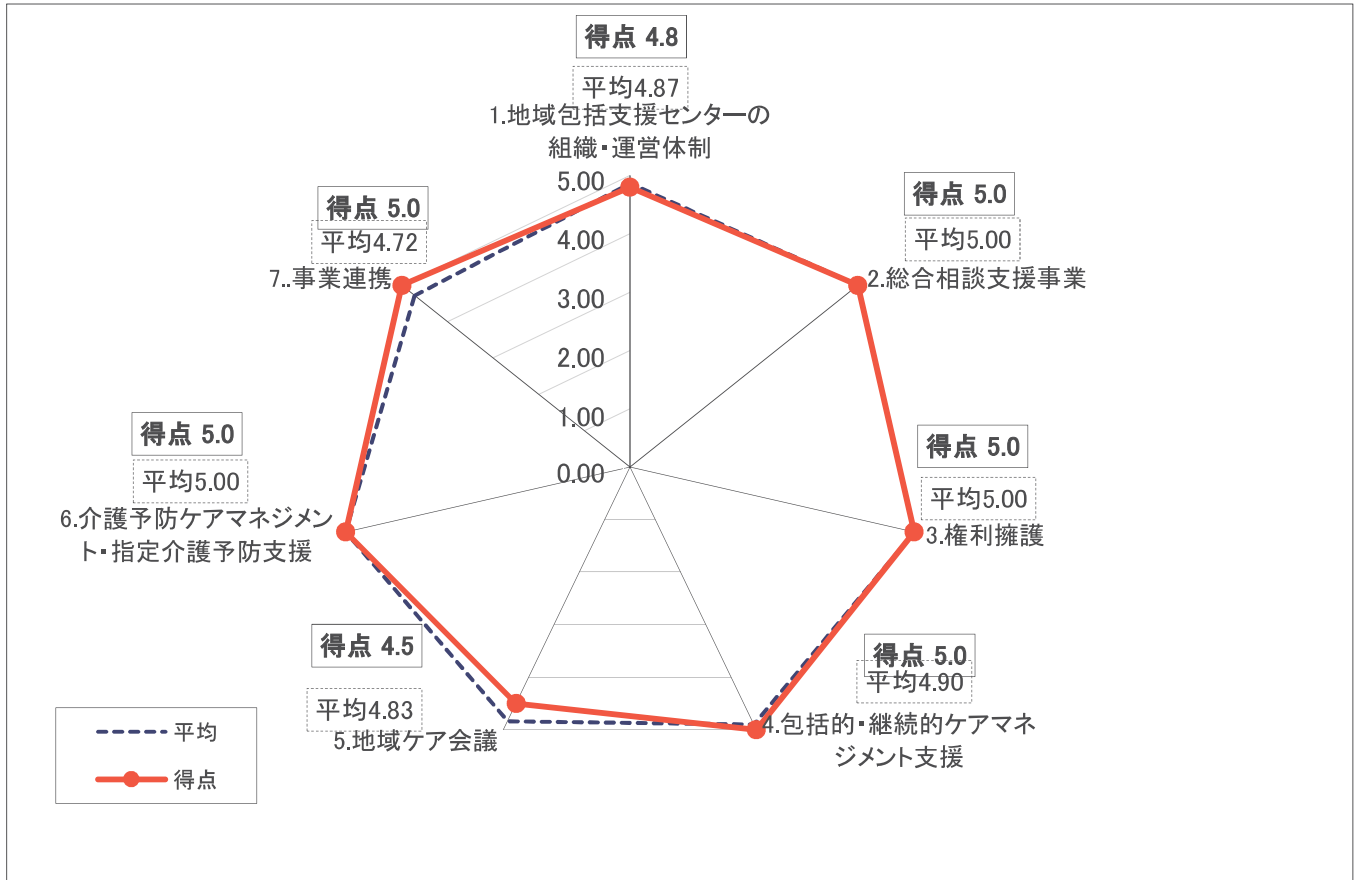 得点 4.8
平均4.87
1.地域包括支援センターの
組織・運営体制
得点 5.0
平均5.00
2.総合相談支援事業
得点 5.0
平均5.00
3.権利擁護
得点 5.0
平均4.90
4.包括的・継続的ケアマネ
ジメント支援
得点 4.5
平均4.83
5.地域ケア会議
得点 5.0
平均5.00
6.介護予防ケアマネジメン
ト・指定介護予防支援
得点 5.0
平均4.72
7..事業連携
5.00
4.00
3.00
2.00
1.00
0.00
平均
得点